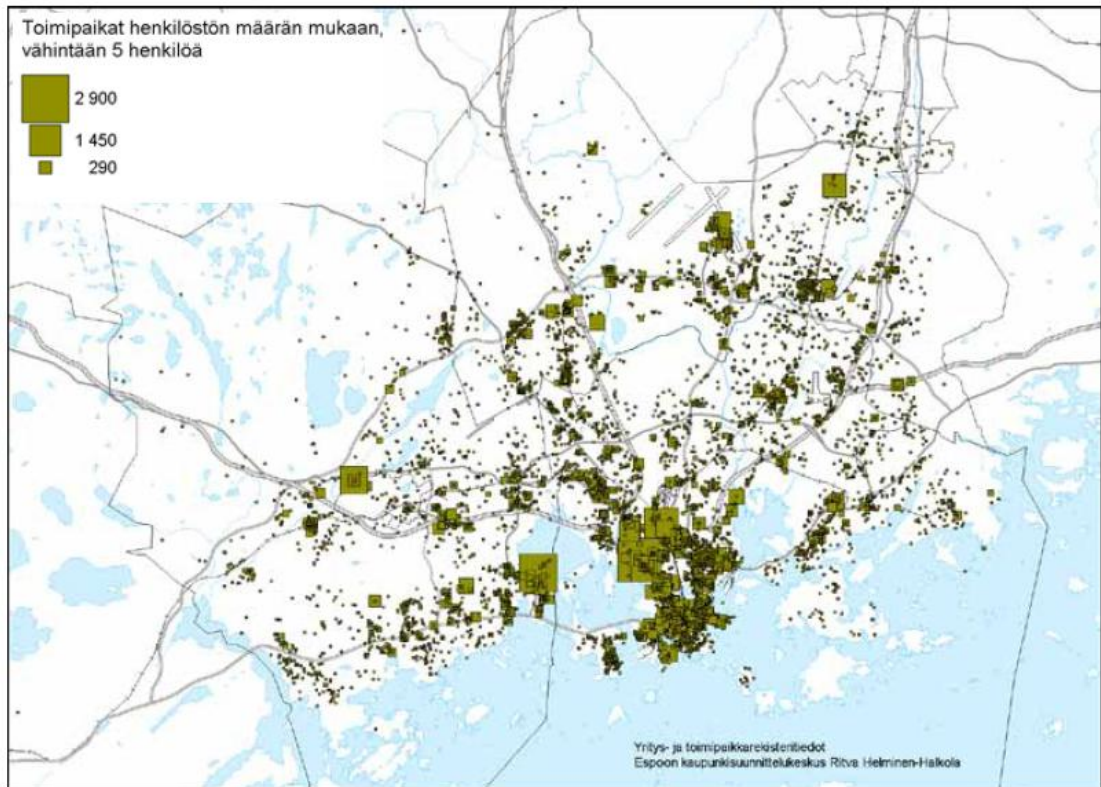 Toimipaikat henkilöstön määrän mukaan,
vähintään 5 henkilöä
2 900
1 450
290
Yritys- ja toimipaikkarekisteritiedot
Espoon kaupunkisuunnittelukeskus Ritva Helminen-Halkola